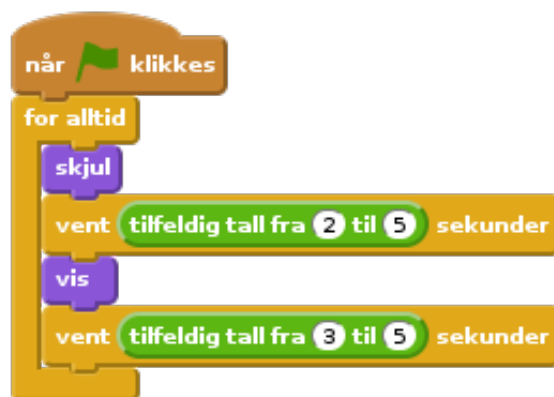 når klikkes
for alltid
skjul
vent tilfeldig tall fra 2 til 5 sekunder
vis
vent tilfeldig tall fra 3 til 5 sekunder